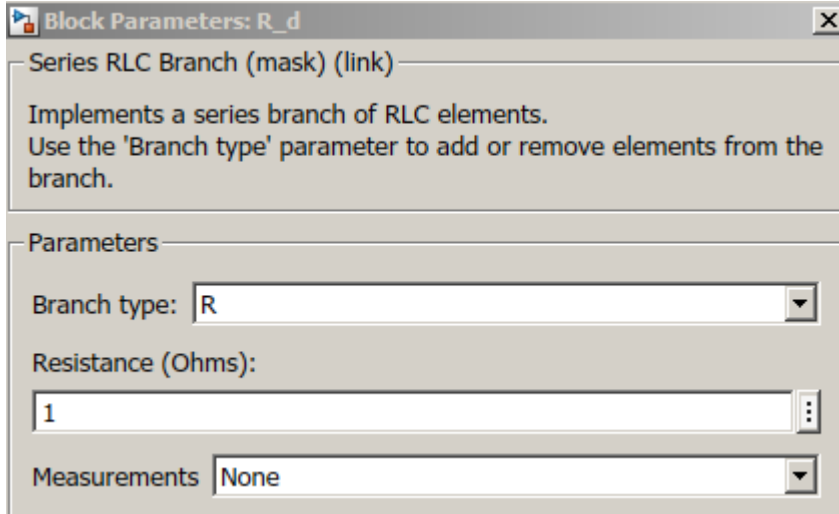 Block Parameters: R_d
Series RLC Branch (mask) (link)
Implements a series branch of RLC elements.
Use the 'Branch type' parameter to add or remove elements from the
branch.
Parameters
Branch type: R
Resistance (Ohms):
1
Measurements None